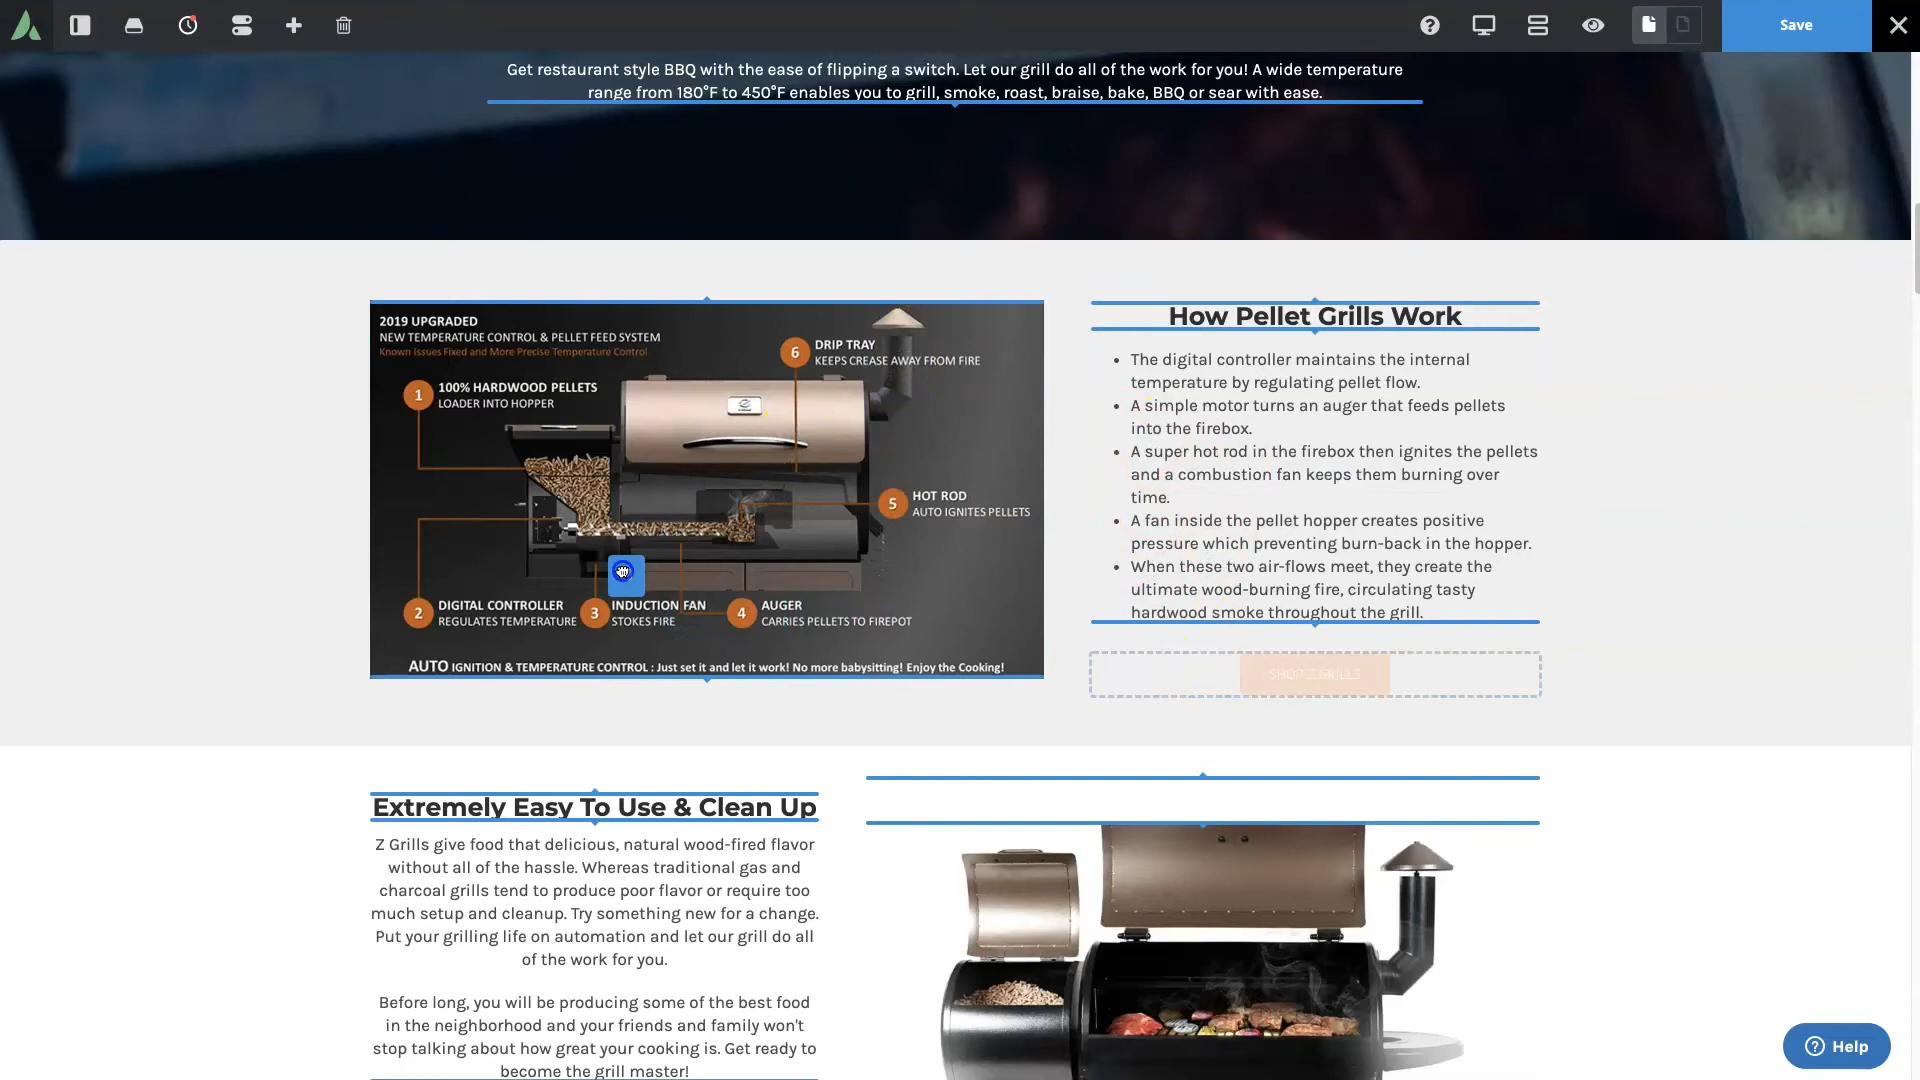 Save
Get restaurant style BBQ with the ease of flipping a switch. Let our grill do all of the work for you! A wide temperature
range from 180°F to 450°F enables you to grill, smoke, roast, braise, bake, BBQ or sear with ease.
2019 UPGRADED
NEW TEMPERATURE CONTROL & PELLET FEED SYSTEM
Known Issues Fixed and More Precise Temperature Control
6 DRIP TRAY
KEEPS CREASE AWAY FROM FIRE
1 100% HARDWOOD PELLETS
LOADER INTO HOPPER
5 HOT ROD
AUTO IGNITES PELLETS
2 DIGITAL CONTROLLER
REGULATES TEMPERATURE
3 INDUCTION FAN
STOKES FIRE
4 AUGER
CARRIES PELLETS TO FIREPOT
AUTO IGNITION & TEMPERATURE CONTROL : Just set it and let it work! No more babysitting! Enjoy the Cooking!
How Pellet Grills Work
• The digital controller maintains the internal
temperature by regulating pellet flow.
• A simple motor turns an auger that feeds pellets
into the firebox.
• A super hot rod in the firebox then ignites the pellets
and a combustion fan keeps them burning over
time.
• A fan inside the pellet hopper creates positive
pressure which preventing burn-back in the hopper.
• When these two air-flows meet, they create the
ultimate wood-burning fire, circulating tasty
hardwood smoke throughout the grill.
SHOP Z GRILLS
Extremely Easy To Use & Clean Up
Z Grills give food that delicious, natural wood-fired flavor
without all of the hassle. Whereas traditional gas and
charcoal grills tend to produce poor flavor or require too
much setup and cleanup. Try something new for a change.
Put your grilling life on automation and let our grill do all
of the work for you.
Before long, you will be producing some of the best food
in the neighborhood and your friends and family won't
stop talking about how great your cooking is. Get ready to
become the grill master!
Help